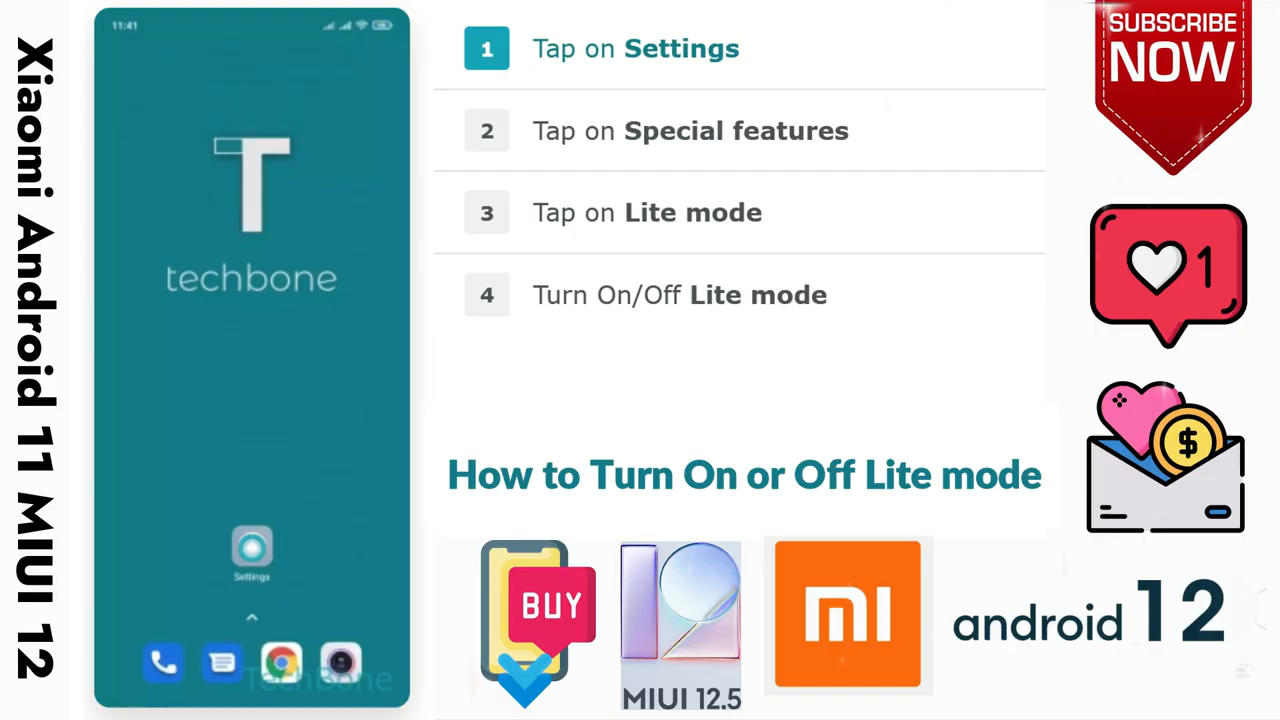 Xiaomi Android 11 MIUI 12
11:41
T
techbone
Settings
TechBone
1 Tap on Settings
2 Tap on Special features
3 Tap on Lite mode
4 Turn On/Off Lite mode
How to Turn On or Off Lite mode
BUY
12
MIUI 12.5
mi
android 12
SUBSCRIBE
NOW
1
$